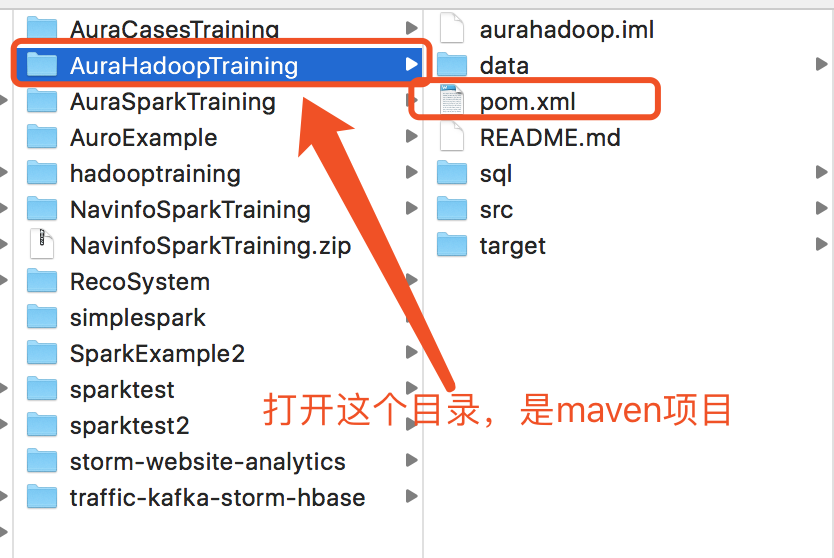 AuraCasesTraining
AuraHadoopTraining
AuraSparkTraining
AuroExample
hadooptraining
NavinfoSparkTraining
NavinfoSparkTraining.zip
RecoSystem
simplespark
SparkExample2
sparktest
sparktest2
storm-website-analytics
traffic-kafka-storm-hbase
aurahadoop.iml
data
pom.xml
README.md
sql
src
target
打开这个目录，是maven项目